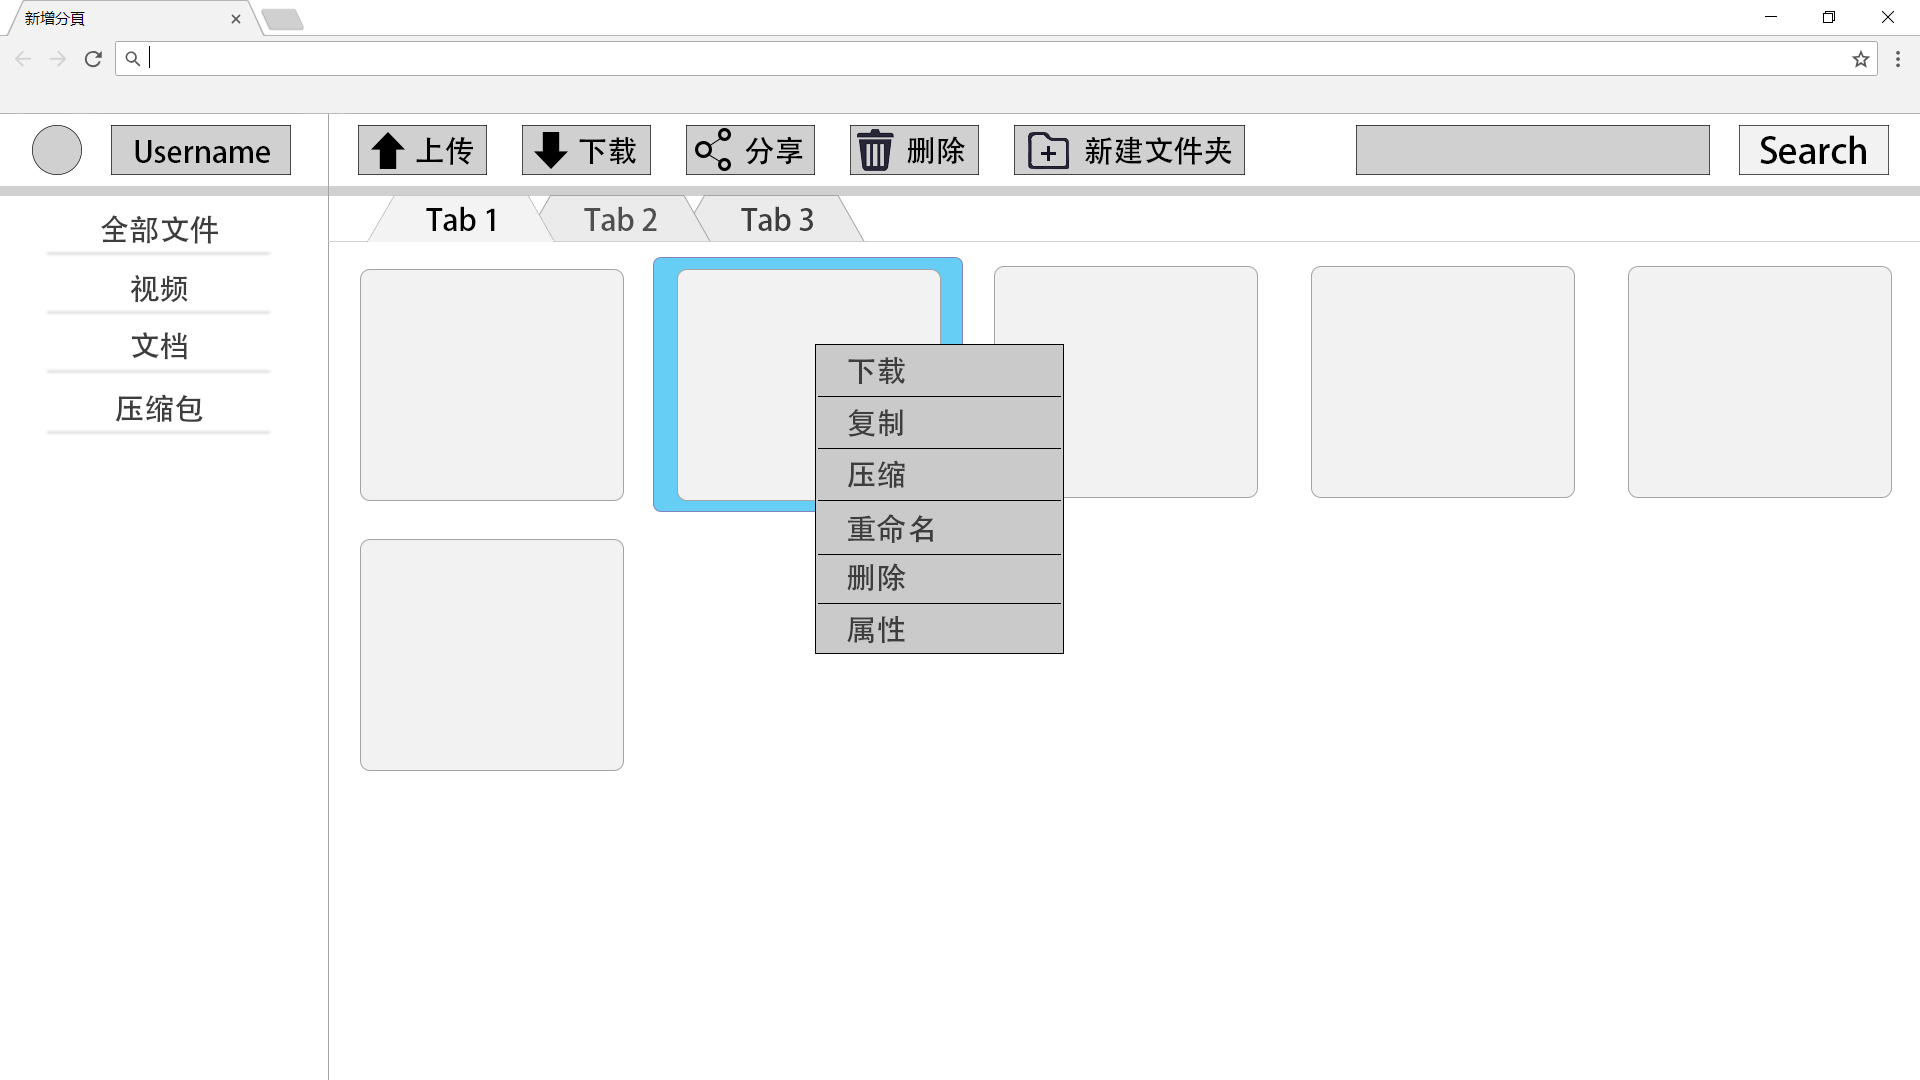 新增分頁
Username
上传
下载
分享
删除
新建文件夹
Search
全部文件
视频
文档
压缩包
Tab 1
Tab 2
Tab 3
下载
复制
压缩
重命名
删除
属性